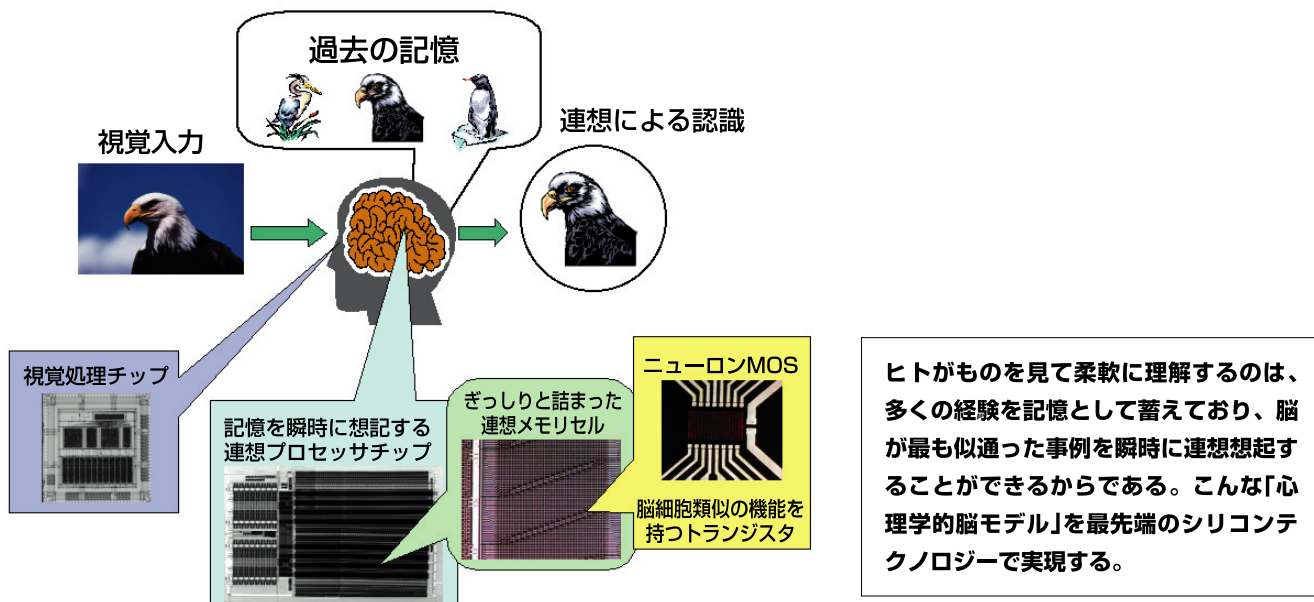 過去の記憶
視覚入力
連想による認識
視覚処理チップ
記憶を瞬時に想記する
連想プロセッサチップ
ぎっしりと詰まった
連想メモリセル
ニューロンMOS
脳細胞類似の機能を
持つトランジスタ
ヒトがものを見て柔軟に理解するのは、
多くの経験を記憶として蓄えており、脳
が最も似通った事例を瞬時に連想想起す
ることができるからである。こんな「心
理学的脳モデル」を最先端のシリコンテ
クノロジーで実現する。